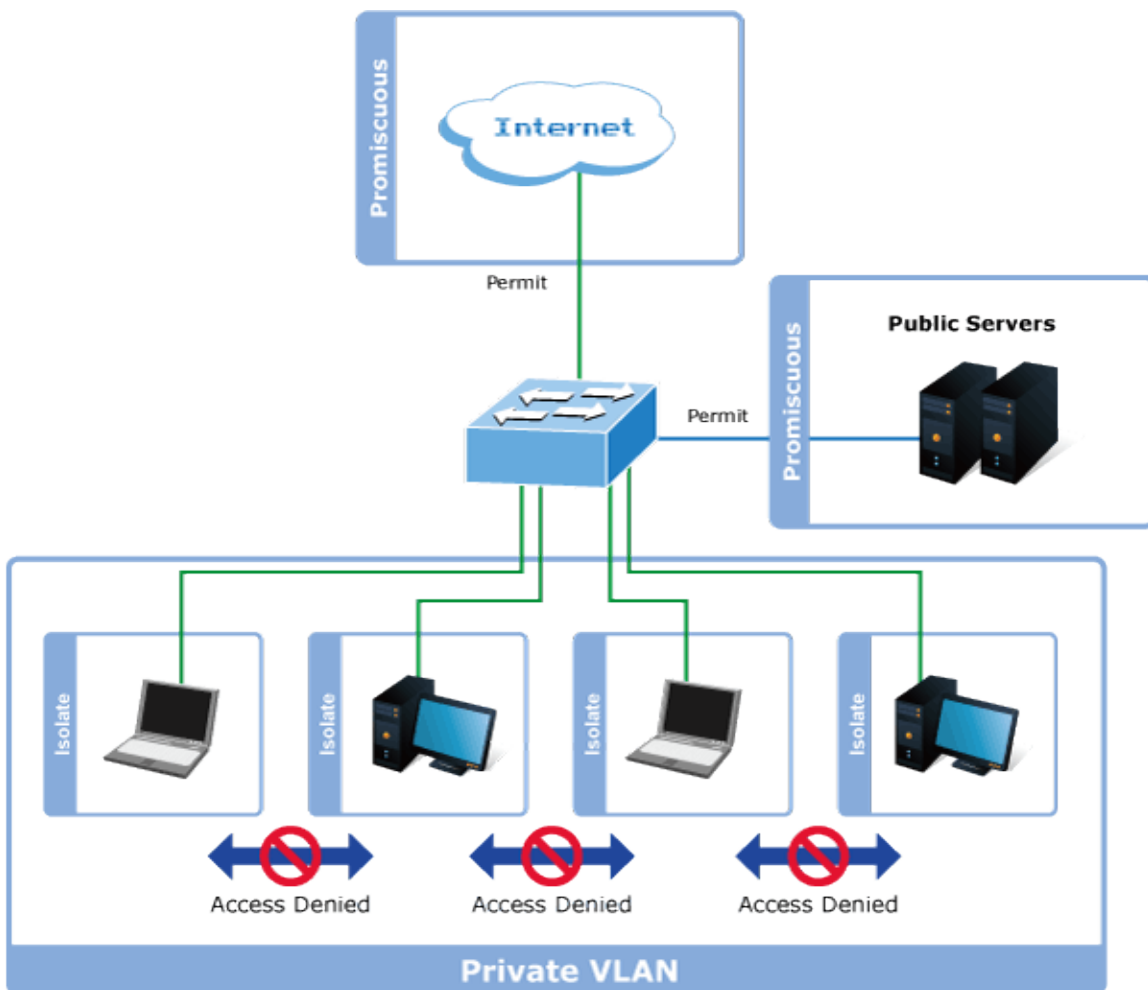 Promiscuous
Internet
Permit
Promiscuous
Public Servers
Permit
Isolate
Isolate
Isolate
Isolate
Access Denied
Access Denied
Access Denied
Private VLAN